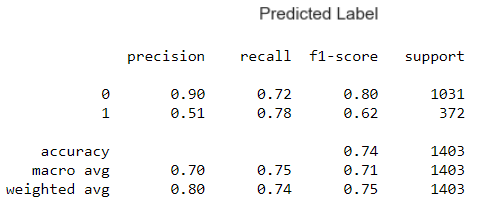 Predicted Label
precision recall f1-score support
0 0.90 0.72 0.80 1031
1 0.51 0.78 0.62 372
accuracy 0.74 1403
macro avg 0.70 0.75 0.71 1403
weighted avg 0.80 0.74 0.75 1403